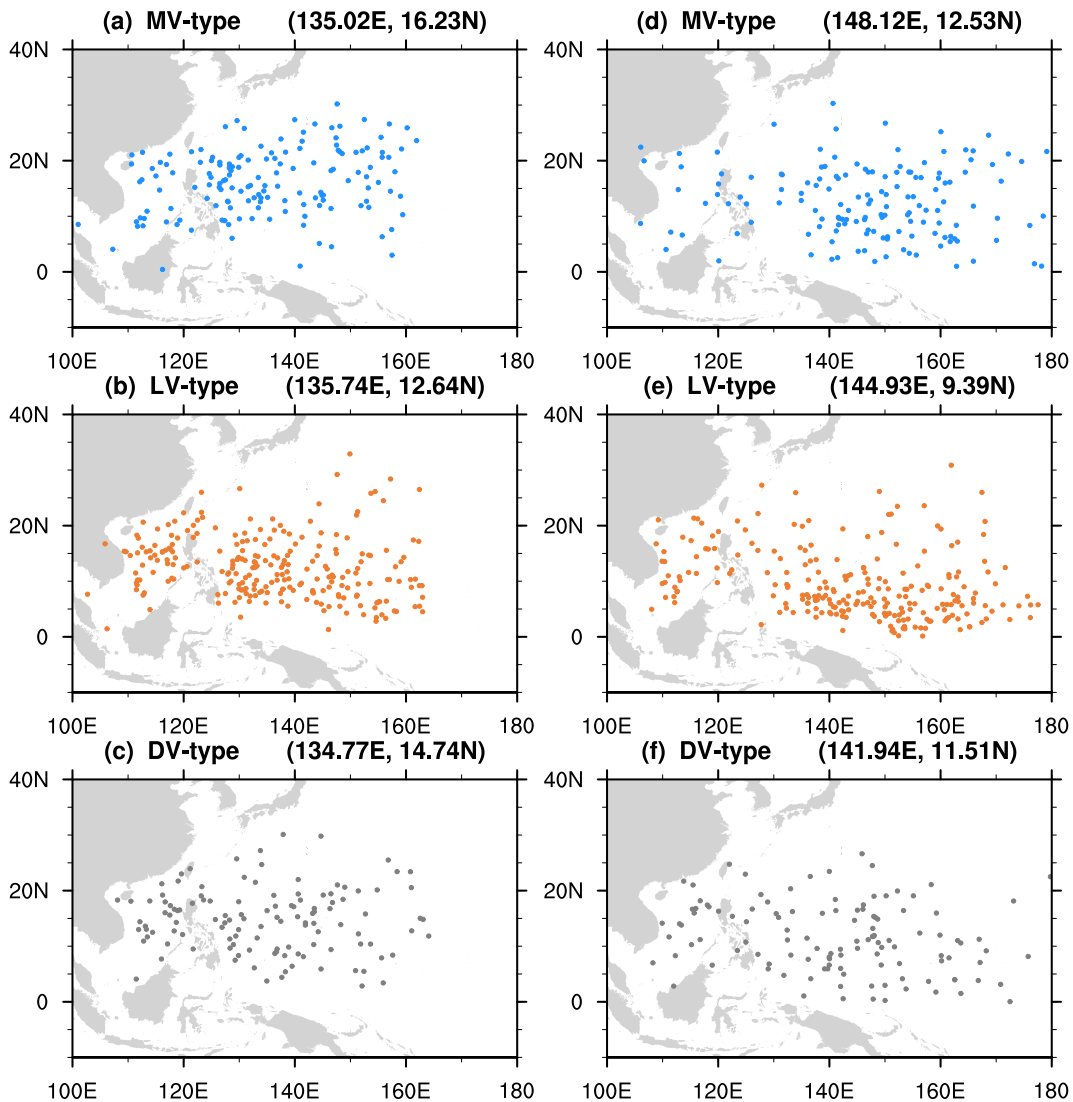 (a) MV-type (135.02E, 16.23N)
40N
20N
0
100E 120E 140E 160E 180
(b) LV-type (135.74E, 12.64N)
40N
20N
0
100E 120E 140E 160E 180
(c) DV-type (134.77E, 14.74N)
40N
20N
0
100E 120E 140E 160E 180
(d) MV-type (148.12E, 12.53N)
40N
20N
0
100E 120E 140E 160E 180
(e) LV-type (144.93E, 9.39N)
40N
20N
0
100E 120E 140E 160E 180
(f) DV-type (141.94E, 11.51N)
40N
20N
0
100E 120E 140E 160E 180